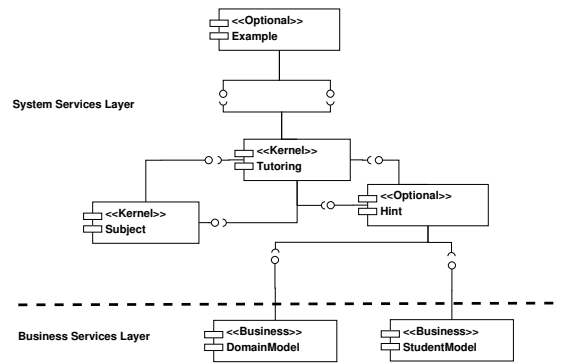 <<Optional>>
Example
System Services Layer
<<Kernel>>
Tutoring
<<Optional>>
Hint
<<Kernel>>
Subject
Business Services Layer
<<Business>>
DomainModel
<<Business>>
StudentModel